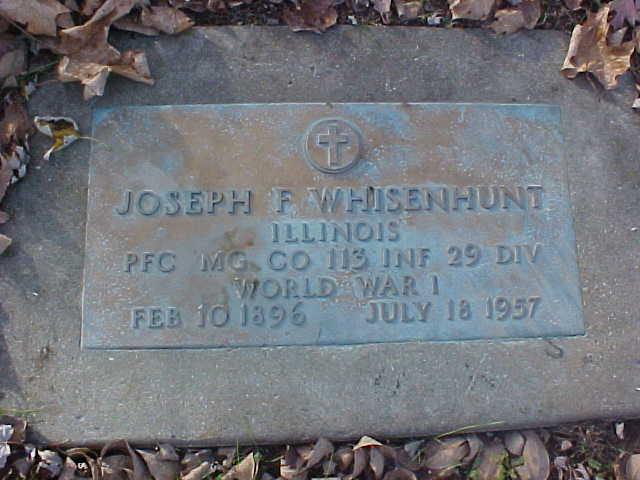 JOSEPH F WHISENHUNT
ILLINOIS
PFC MG CO 113 INF 29 DIV
WORLD WAR I
FEB 10 1896 JULY 18 1957